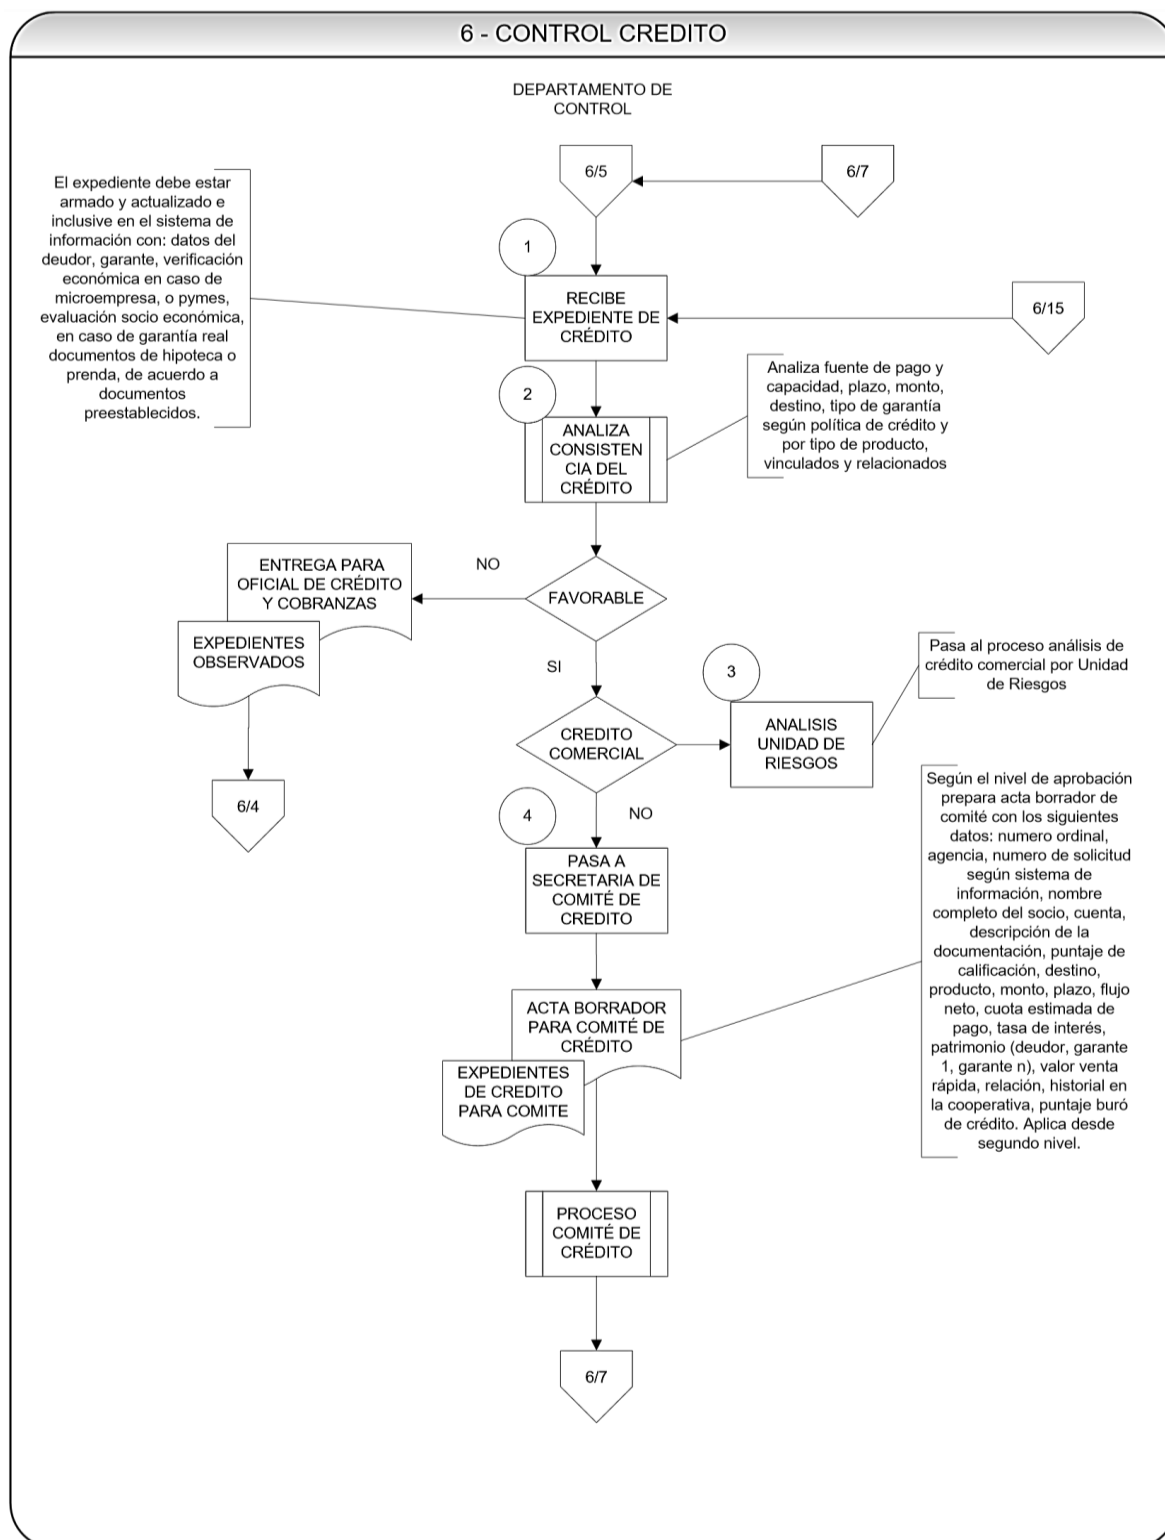 6 - CONTROL CREDITO
DEPARTAMENTO DE
CONTROL
6/5
6/7
El expediente debe estar
armado y actualizado e
inclusive en el sistema de
información con: datos del
deudor, garante, verificación
económica en caso de
microempresa, o pymes,
evaluación socio económica,
en caso de garantía real
documentos de hipoteca o
prenda, de acuerdo a
documentos
preestablecidos.
1
RECIBE
EXPEDIENTE DE
CRÉDITO
6/15
2
ANALIZA
CONSISTEN
CIA DEL
CRÉDITO
Analiza fuente de pago y
capacidad, plazo, monto,
destino, tipo de garantía
según política de crédito y
por tipo de producto,
vinculados y relacionados
FAVORABLE
NO
ENTREGA PARA
OFICIAL DE CRÉDITO
Y COBRANZAS
EXPEDIENTES
OBSERVADOS
6/4
SI
CREDITO
COMERCIAL
3
ANALISIS
UNIDAD DE
RIESGOS
Pasa al proceso análisis de
crédito comercial por Unidad
de Riesgos
NO
4
PASA A
SECRETARIA DE
COMITÉ DE
CREDITO
ACTA BORRADOR
PARA COMITÉ DE
CRÉDITO
EXPEDIENTES
DE CREDITO
PARA COMITE
Según el nivel de aprobación
prepara acta borrador de
comité con los siguientes
datos: numero ordinal,
agencia, numero de solicitud
según sistema de
información, nombre
completo del socio, cuenta,
descripción de la
documentación, puntaje de
calificación, destino,
producto, monto, plazo, flujo
neto, cuota estimada de
pago, tasa de interés,
patrimonio (deudor, garante
1, garante n), valor venta
rápida, relación, historial en
la cooperativa, puntaje buró
de crédito. Aplica desde
segundo nivel.
PROCESO
COMITÉ DE
CRÉDITO
6/7